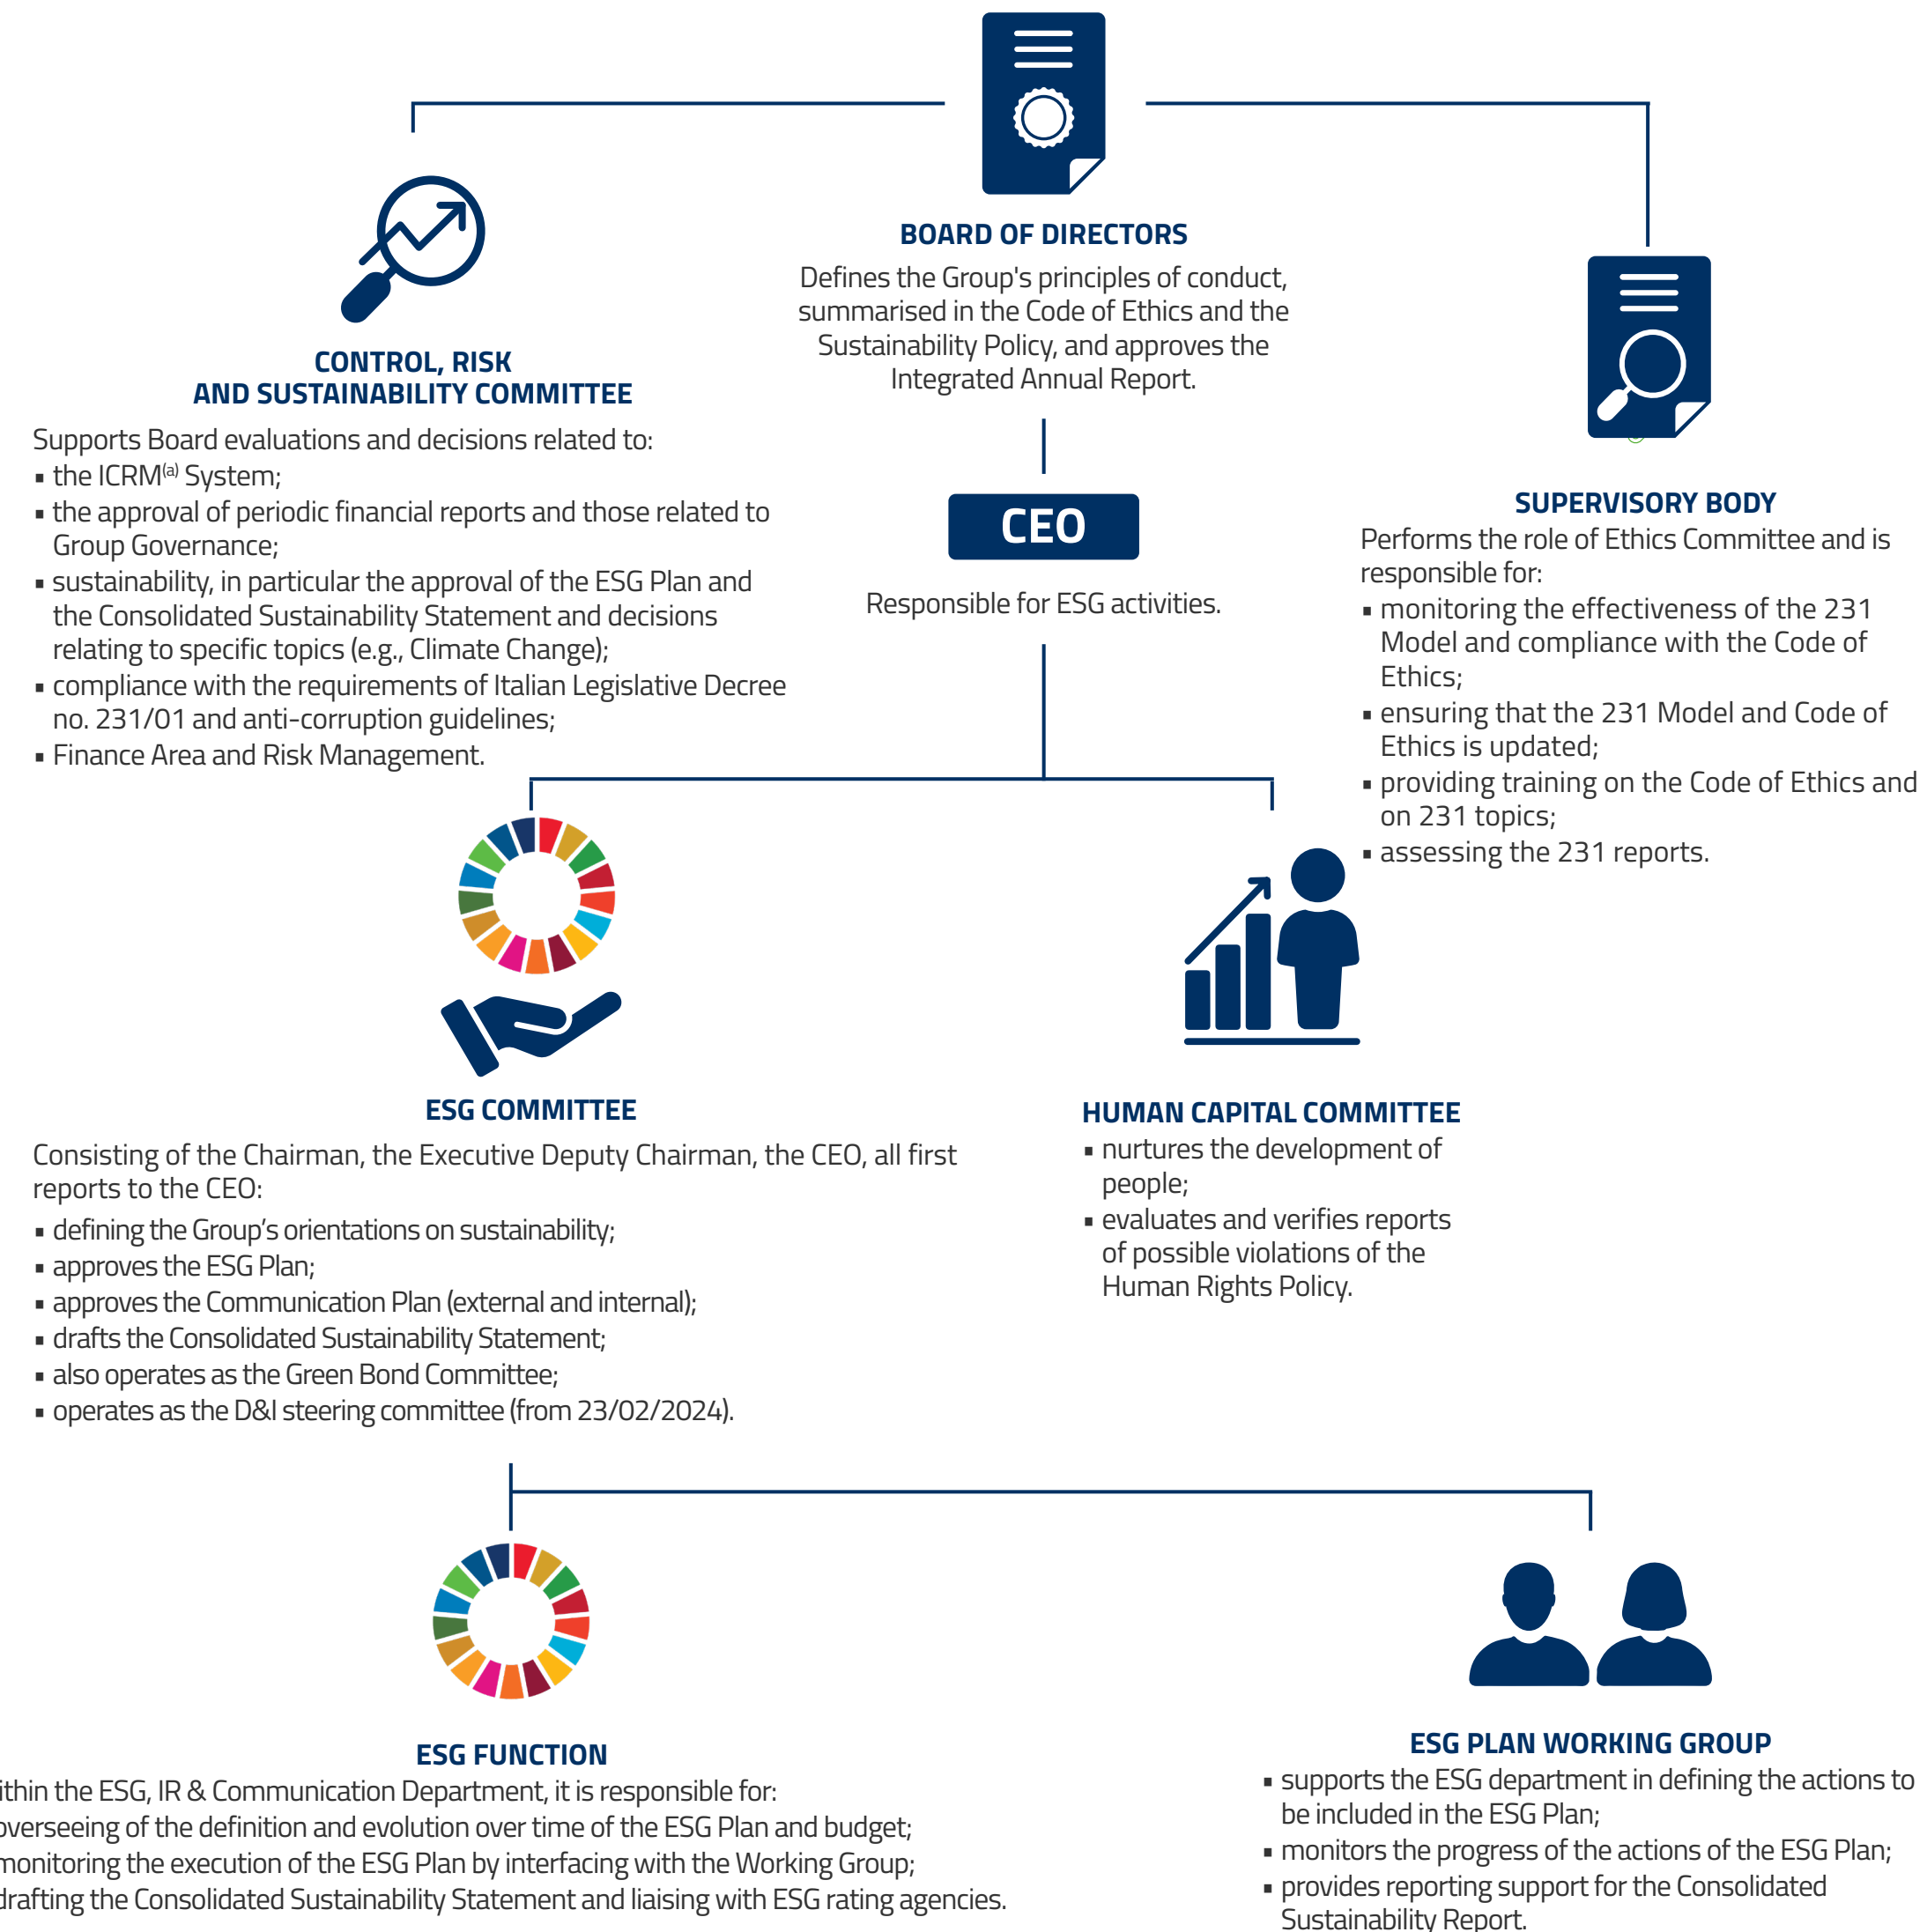 BOARD OF DIRECTORS
Defines the Group's principles of conduct,
summarised in the Code of Ethics and the
Sustainability Policy, and approves the
Integrated Annual Report.
CONTROL, RISK
AND SUSTAINABILITY COMMITTEE
Supports Board evaluations and decisions related to:
▪ the ICRM(a) System;
▪ the approval of periodic financial reports and those related to
Group Governance;
▪ sustainability, in particular the approval of the ESG Plan and
the Consolidated Sustainability Statement and decisions
relating to specific topics (e.g., Climate Change);
▪ compliance with the requirements of Italian Legislative Decree
no. 231/01 and anti-corruption guidelines;
▪ Finance Area and Risk Management.
CEO
Responsible for ESG activities.
SUPERVISORY BODY
Performs the role of Ethics Committee and is
responsible for:
▪ monitoring the effectiveness of the 231
Model and compliance with the Code of
Ethics;
▪ ensuring that the 231 Model and Code of
Ethics is updated;
▪ providing training on the Code of Ethics and
on 231 topics;
▪ assessing the 231 reports.
ESG COMMITTEE
Consisting of the Chairman, the Executive Deputy Chairman, the CEO, all first
reports to the CEO:
▪ defining the Group's orientations on sustainability;
▪ approves the ESG Plan;
▪ approves the Communication Plan (external and internal);
▪ drafts the Consolidated Sustainability Statement;
▪ also operates as the Green Bond Committee;
▪ operates as the D&I steering committee (from 23/02/2024).
HUMAN CAPITAL COMMITTEE
▪ nurtures the development of
people;
▪ evaluates and verifies reports
of possible violations of the
Human Rights Policy.
ESG FUNCTION
ithin the ESG, IR & Communication Department, it is responsible for:
overseeing of the definition and evolution over time of the ESG Plan and budget;
monitoring the execution of the ESG Plan by interfacing with the Working Group;
drafting the Consolidated Sustainability Statement and liaising with ESG rating agencies.
ESG PLAN WORKING GROUP
▪ supports the ESG department in defining the actions to
be included in the ESG Plan;
▪ monitors the progress of the actions of the ESG Plan;
▪ provides reporting support for the Consolidated
Sustainability Report.